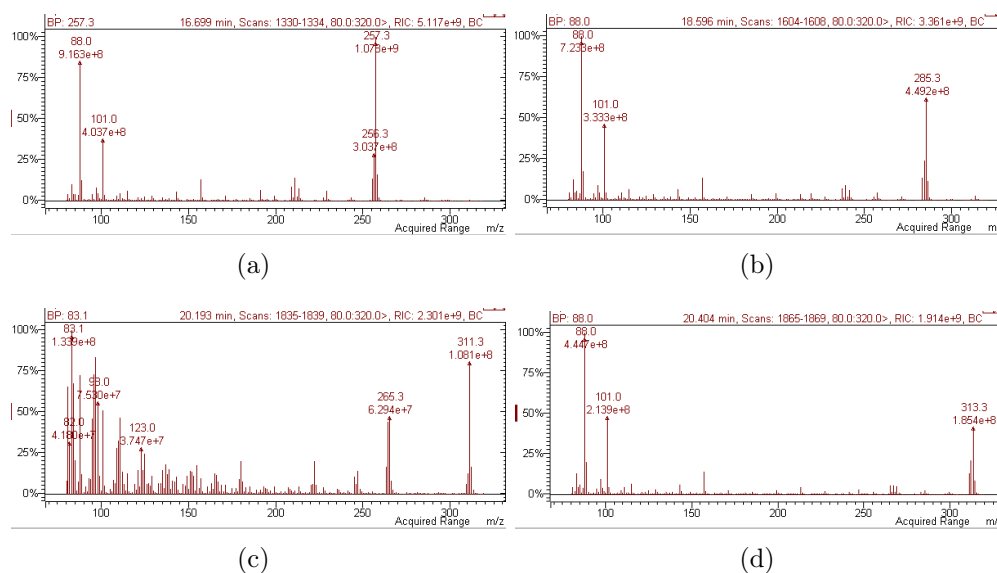 BP: 257.3 16.699 min, Scans: 1330-1334, 80.0:320.0>, RIC: 5.117e+9, BC
100%
75%
50%
25%
0%
88.0
9.163e+8
101.0
4.037e+8
257.3
1.073e+9
256.3
3.037e+8
100 150 200 250 300
Acquired Range m/z
(a)
BP: 88.0 18.596 min, Scans: 1604-1608, 80.0:320.0>, RIC: 3.361e+9, BC
100%
75%
50%
25%
0%
88.0
7.233e+8
101.0
3.333e+8
285.3
4.492e+8
100 150 200 250 300
Acquired Range
(b)
BP: 83.1 20.193 min, Scans: 1835-1839, 80.0:320.0>, RIC: 2.301e+9, BC
100%
75%
50%
25%
0%
83.1
1.339e+8
82.0
4.180e+7
98.0
7.530e+7
123.0
3.747e+7
265.3
6.294e+7
311.3
1.081e+8
100 150 200 250 300
Acquired Range m/z
(c)
BP: 88.0 20.404 min, Scans: 1865-1869, 80.0:320.0>, RIC: 1.914e+9, BC
100%
75%
50%
25%
0%
88.0
4.447e+8
101.0
2.139e+8
313.3
1.854e+8
100 150 200 250 300
Acquired Range
(d)